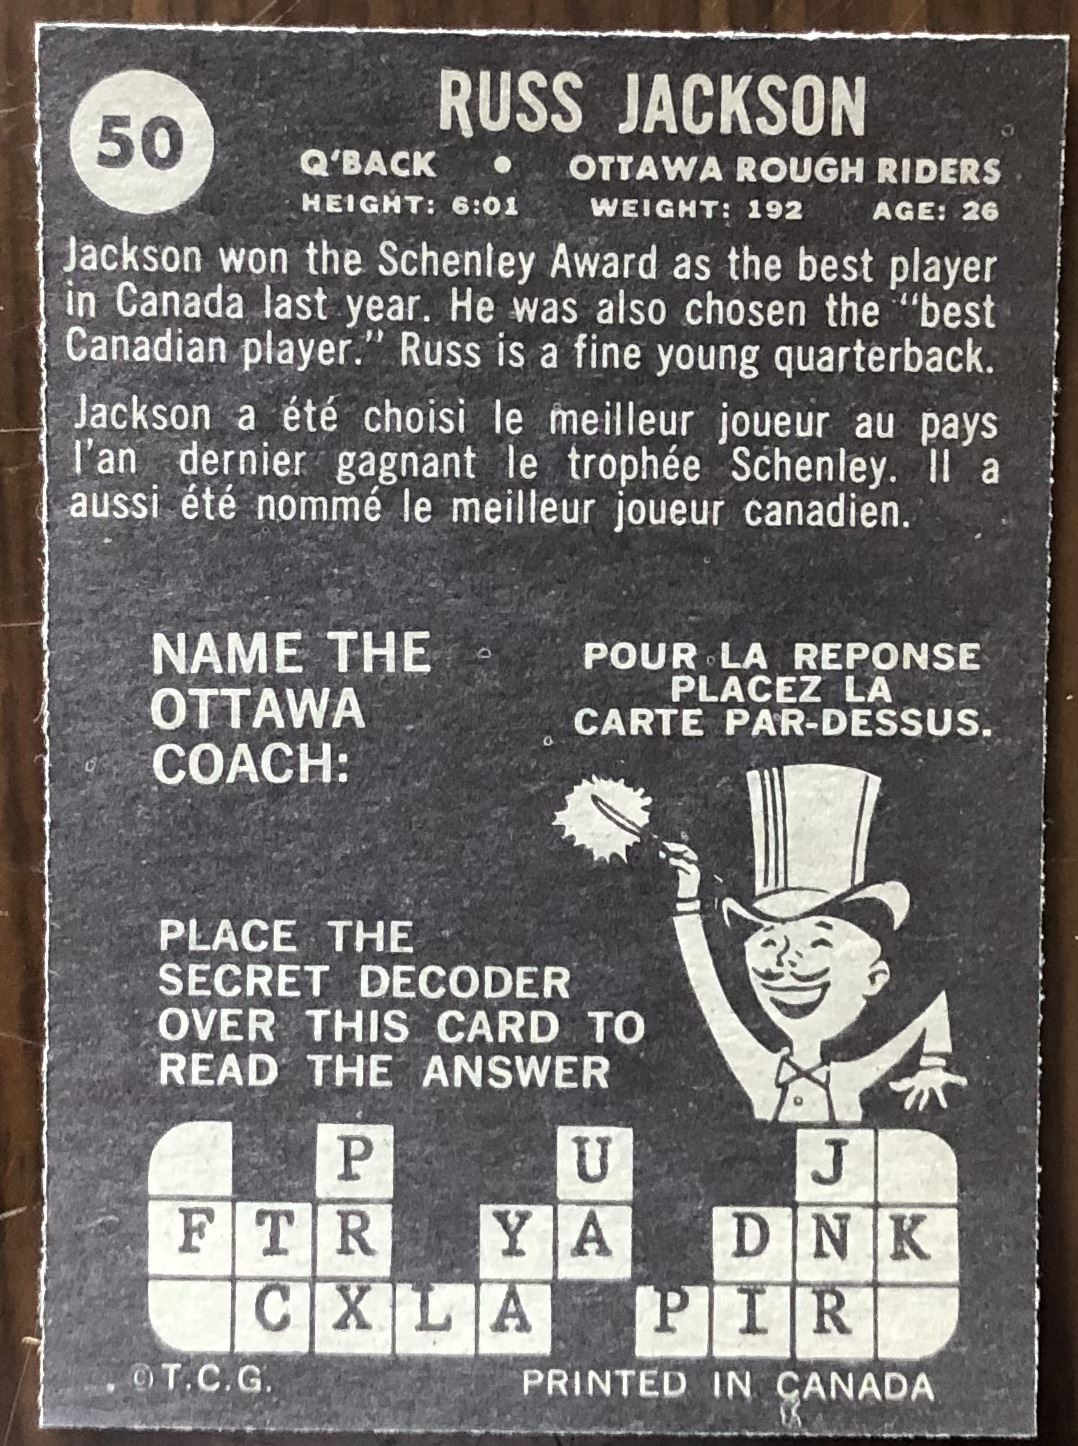 50
RUSS JACKSON
Q'BACK • OTTAWA ROUGH RIDERS
HEIGHT: 6:01 WEIGHT: 192 AGE: 26
Jackson won the Schenley Award as the best player
in Canada last year. He was also chosen the "best
Canadian player." Russ is a fine young quarterback.
Jackson a été choisi le meilleur joueur au pays
l'an dernier gagnant le trophée Schenley. Il a
aussi été nommé le meilleur joueur canadien.
NAME THE
OTTAWA
COACH:
POUR LA REPONSE
PLACEZ LA
CARTE PAR-DESSUS.
PLACE THE
SECRET DECODER
OVER THIS CARD TO
READ THE ANSWER
P U J
F T R Y A D N K
C X L A P I R
©T.C.G. PRINTED IN CANADA